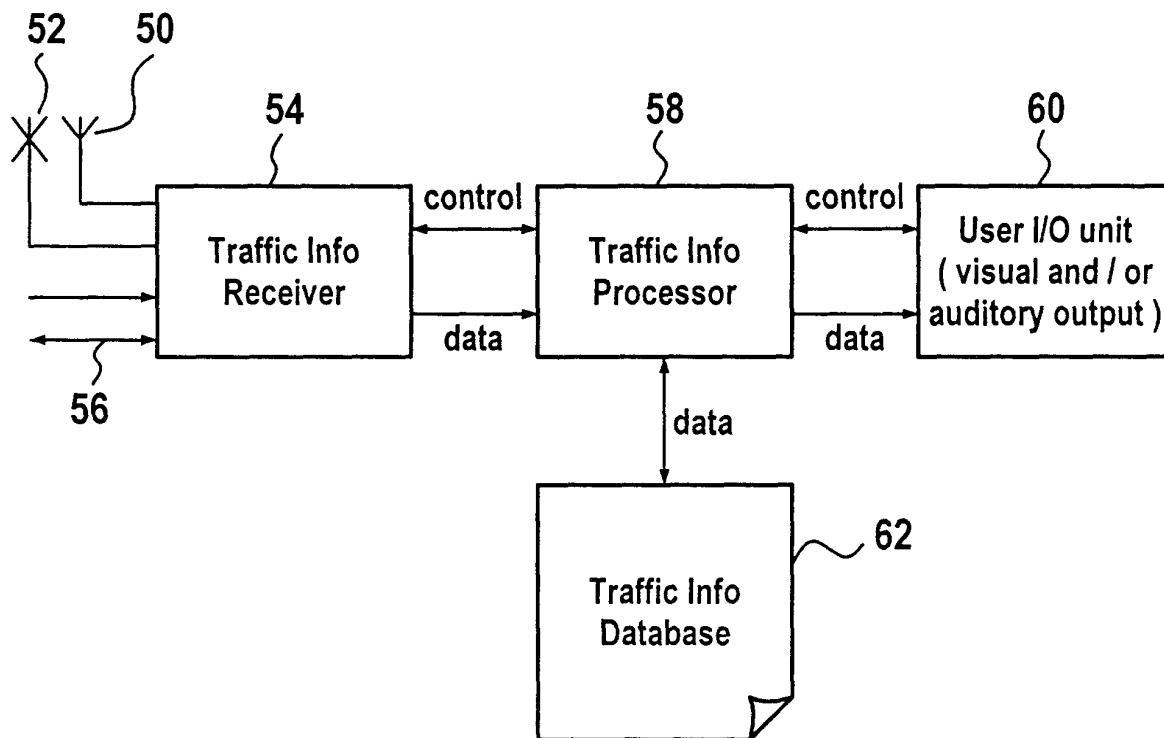 52
50
54
58
60
Traffic Info
Receiver
control
data
Traffic Info
Processor
control
data
User I/O unit
( visual and / or
auditory output )
56
data
62
Traffic Info
Database